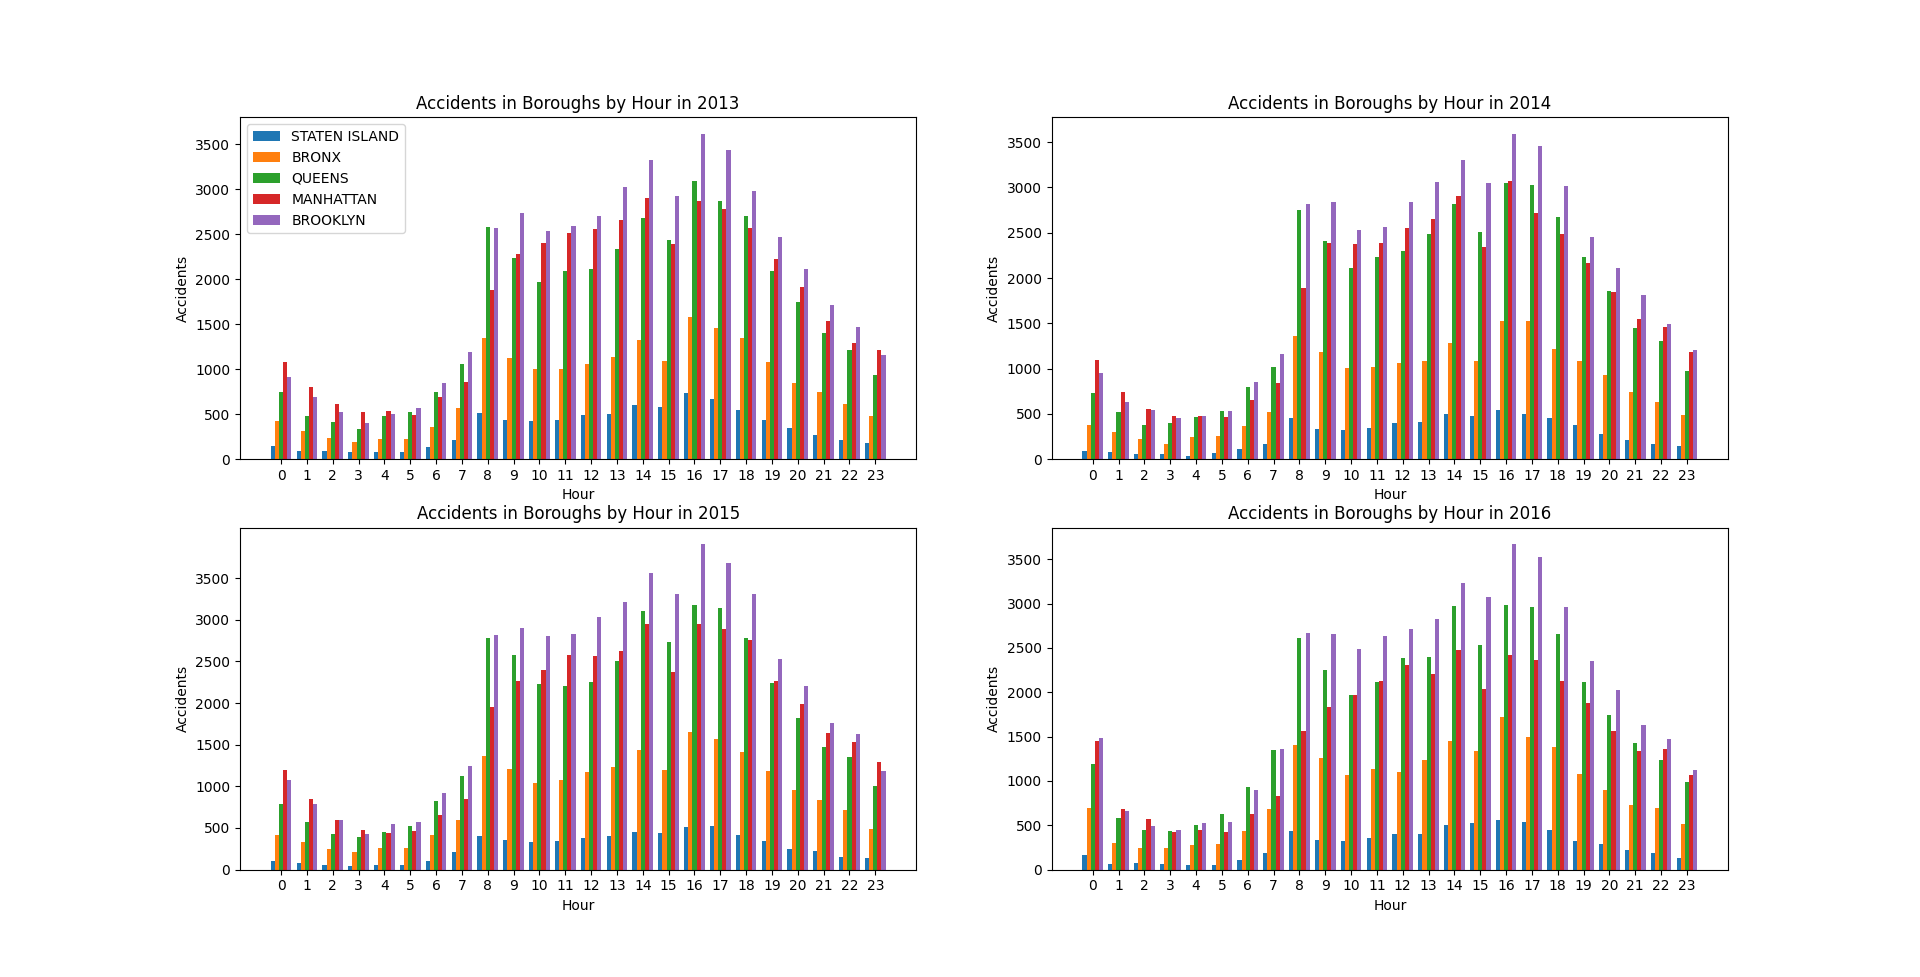 Accidents in Boroughs by Hour in 2013
STATEN ISLAND
BRONX
QUEENS
MANHATTAN
BROOKLYN
3500
3000
2500
2000
1500
1000
500
0
Accidents
0 1 2 3 4 5 6 7 8 9 10 11 12 13 14 15 16 17 18 19 20 21 22 23
Hour
Accidents in Boroughs by Hour in 2014
3500
3000
2500
2000
1500
1000
500
0
Accidents
0 1 2 3 4 5 6 7 8 9 10 11 12 13 14 15 16 17 18 19 20 21 22 23
Hour
Accidents in Boroughs by Hour in 2015
3500
3000
2500
2000
1500
1000
500
0
Accidents
0 1 2 3 4 5 6 7 8 9 10 11 12 13 14 15 16 17 18 19 20 21 22 23
Hour
Accidents in Boroughs by Hour in 2016
3500
3000
2500
2000
1500
1000
500
0
Accidents
0 1 2 3 4 5 6 7 8 9 10 11 12 13 14 15 16 17 18 19 20 21 22 23
Hour